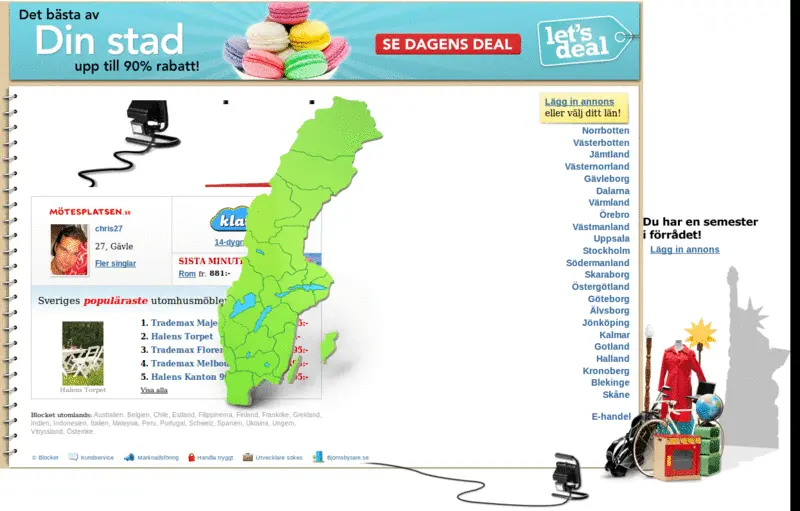 Det bästa av
Din stad
upp till 90% rabatt!
SE DAGENS DEAL
let's
deal
Lägg in annons
eller välj ditt län!
Norrbotten
Västerbotten
Jämtland
Västernorrland
Gävleborg
Dalarna
Värmland
Örebro
Västmanland
Uppsala
Stockholm
Södermanland
Skaraborg
Östergötland
Göteborg
Älvsborg
Jönköping
Kalmar
Gotland
Halland
Kronoberg
Blekinge
Skåne
E-handel
MÖTESPLATSEN.SE
chris27
27, Gävle
Fler singlar
kla
14-dygn
SISTA MINUT
Rom fr. 881:-
Sveriges populäraste utomhusmöbler
Halens Torpet
1. Trademax Maje
2. Halens Torpet
3. Trademax Floren
4. Trademax Melbou
5. Halens Kanton 9
Visa alla
Blocket utomlands: Australien, Belgien, Chile, Estland, Filippinerna, Finland, Frankrike, Grekland,
Indien, Indonesien, Italien, Malaysia, Peru, Portugal, Schweiz, Spanien, Ukraina, Ungern,
Vitryssland, Österrike
© Blocket
Kundservice
Marknadsföring
Handla tryggt
Utvecklare sökes
Bjornsbytare.se
Du har en semester
i förrådet!
Lägg in annons